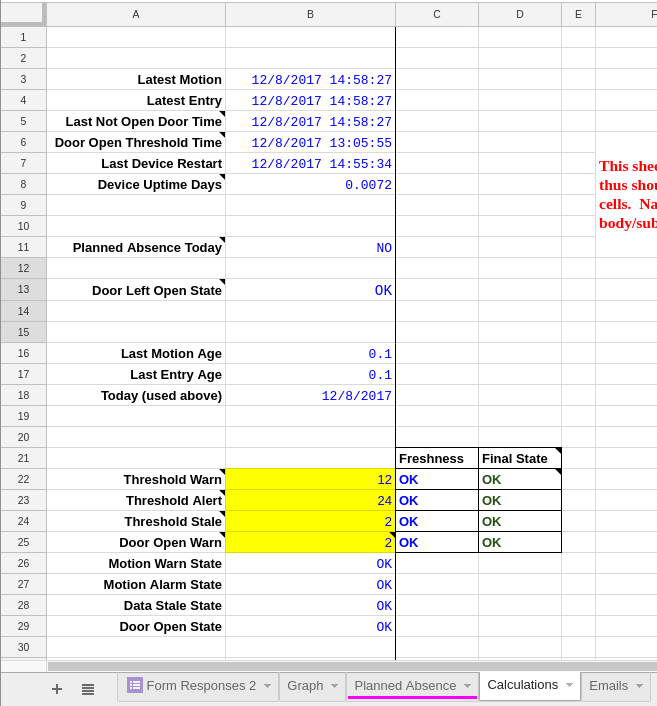 A B C D E F
1
2
3 Latest Motion 12/8/2017 14:58:27
4 Latest Entry 12/8/2017 14:58:27
5 Last Not Open Door Time 12/8/2017 14:58:27
6 Door Open Threshold Time 12/8/2017 13:05:55
7 Last Device Restart 12/8/2017 14:55:34
This shee
8 Device Uptime Days 0.0072
thus shou
9
cells. Na
10
body/sub
11 Planned Absence Today NO
12
13 Door Left Open State OK
14
15
16 Last Motion Age 0.1
17 Last Entry Age 0.1
18 Today (used above) 12/8/2017
19
20
21 Freshness Final State
22 Threshold Warn 12 OK OK
23 Threshold Alert 24 OK OK
24 Threshold Stale 2 OK OK
25 Door Open Warn 2 OK OK
26 Motion Warn State OK
27 Motion Alarm State OK
28 Data Stale State OK
29 Door Open State OK
30
Form Responses 2 Graph Planned Absence Calculations Emails